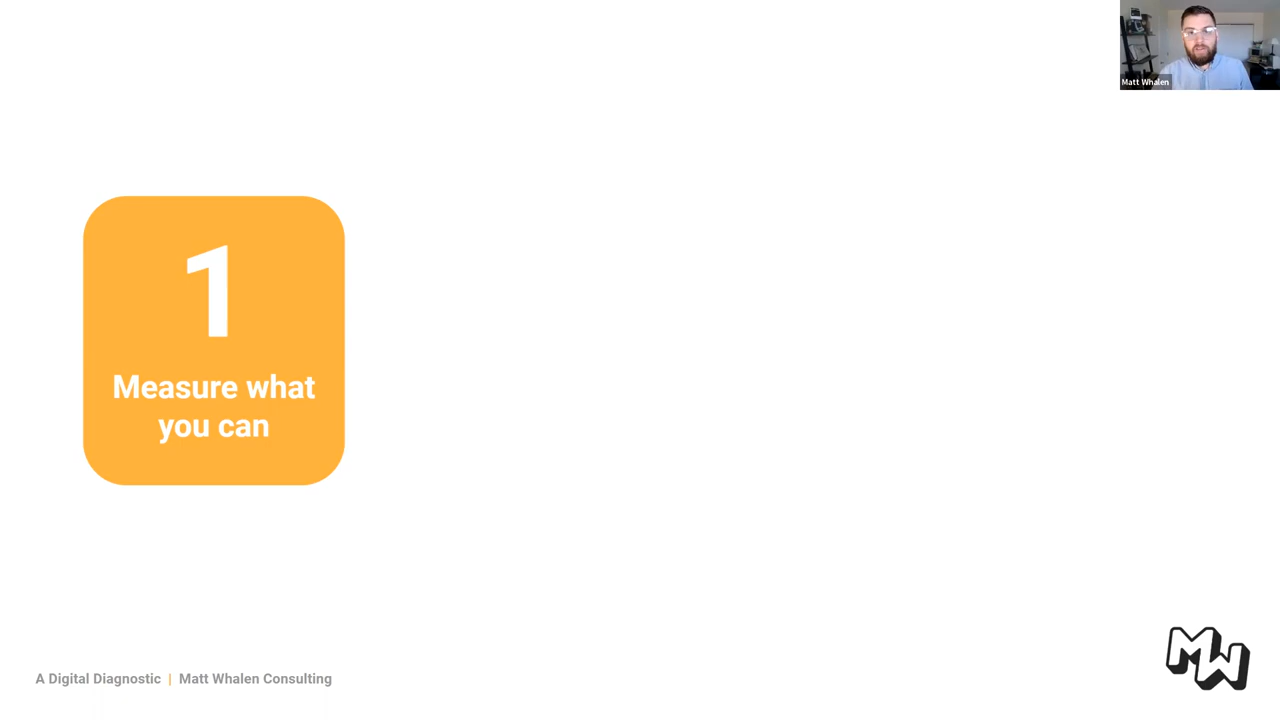 Matt Whalen
1
Measure what
you can
A Digital Diagnostic | Matt Whalen Consulting
MW